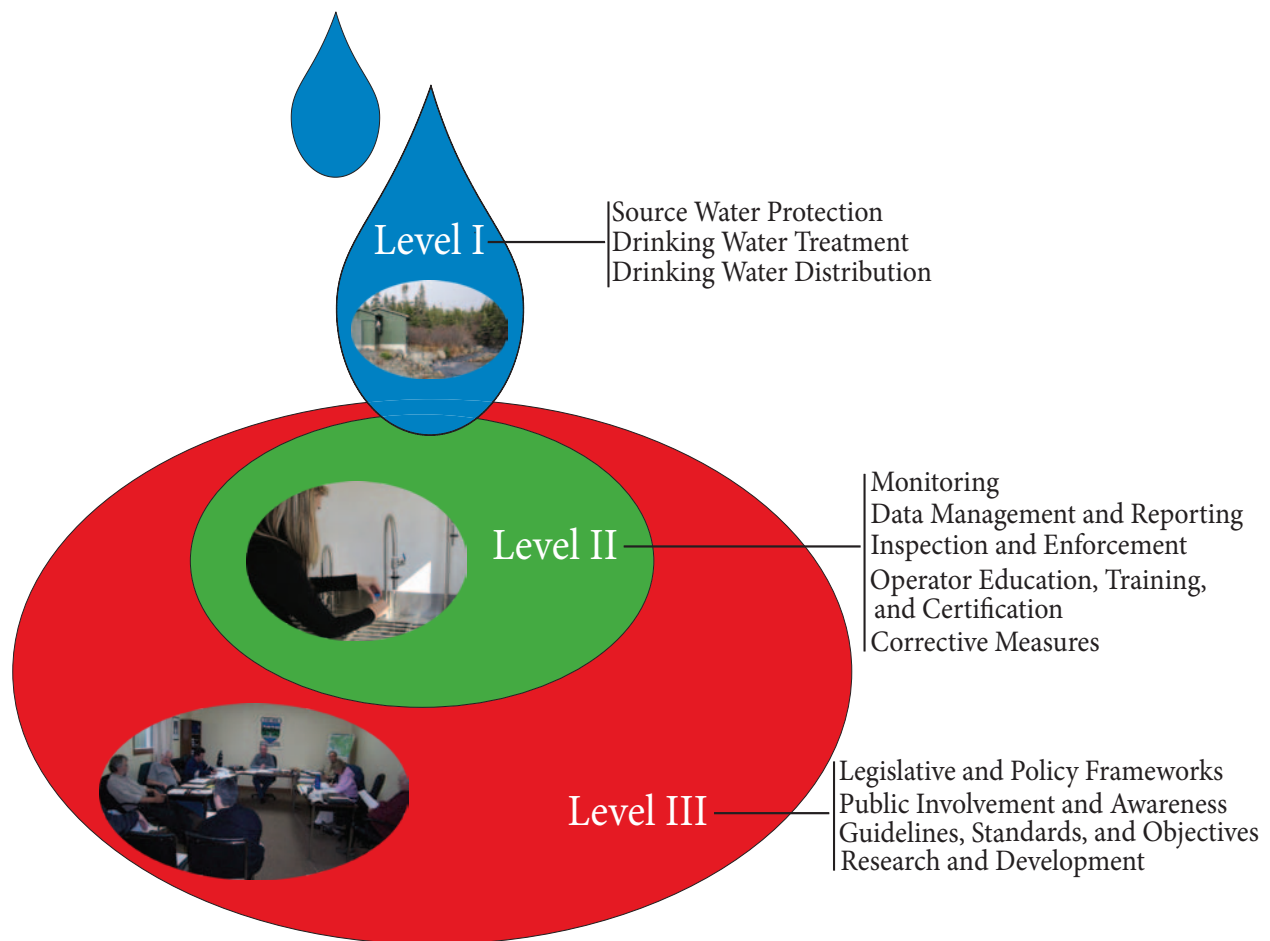 Level I
Source Water Protection
Drinking Water Treatment
Drinking Water Distribution
Level II
Monitoring
Data Management and Reporting
Inspection and Enforcement
Operator Education, Training,
and Certification
Corrective Measures
Level III
Legislative and Policy Frameworks
Public Involvement and Awareness
Guidelines, Standards, and Objectives
Research and Development